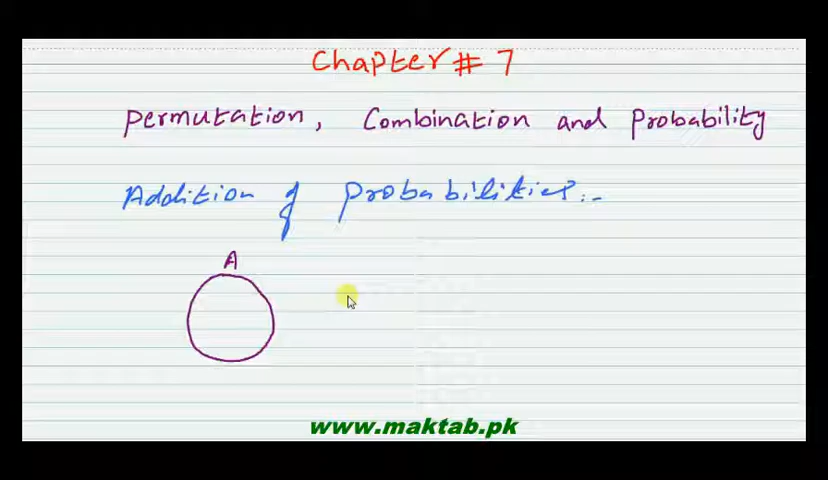 Chapter # 7
Permutation, Combination and Probability
Addition of Probabilities:-
A
www.maktab.pk